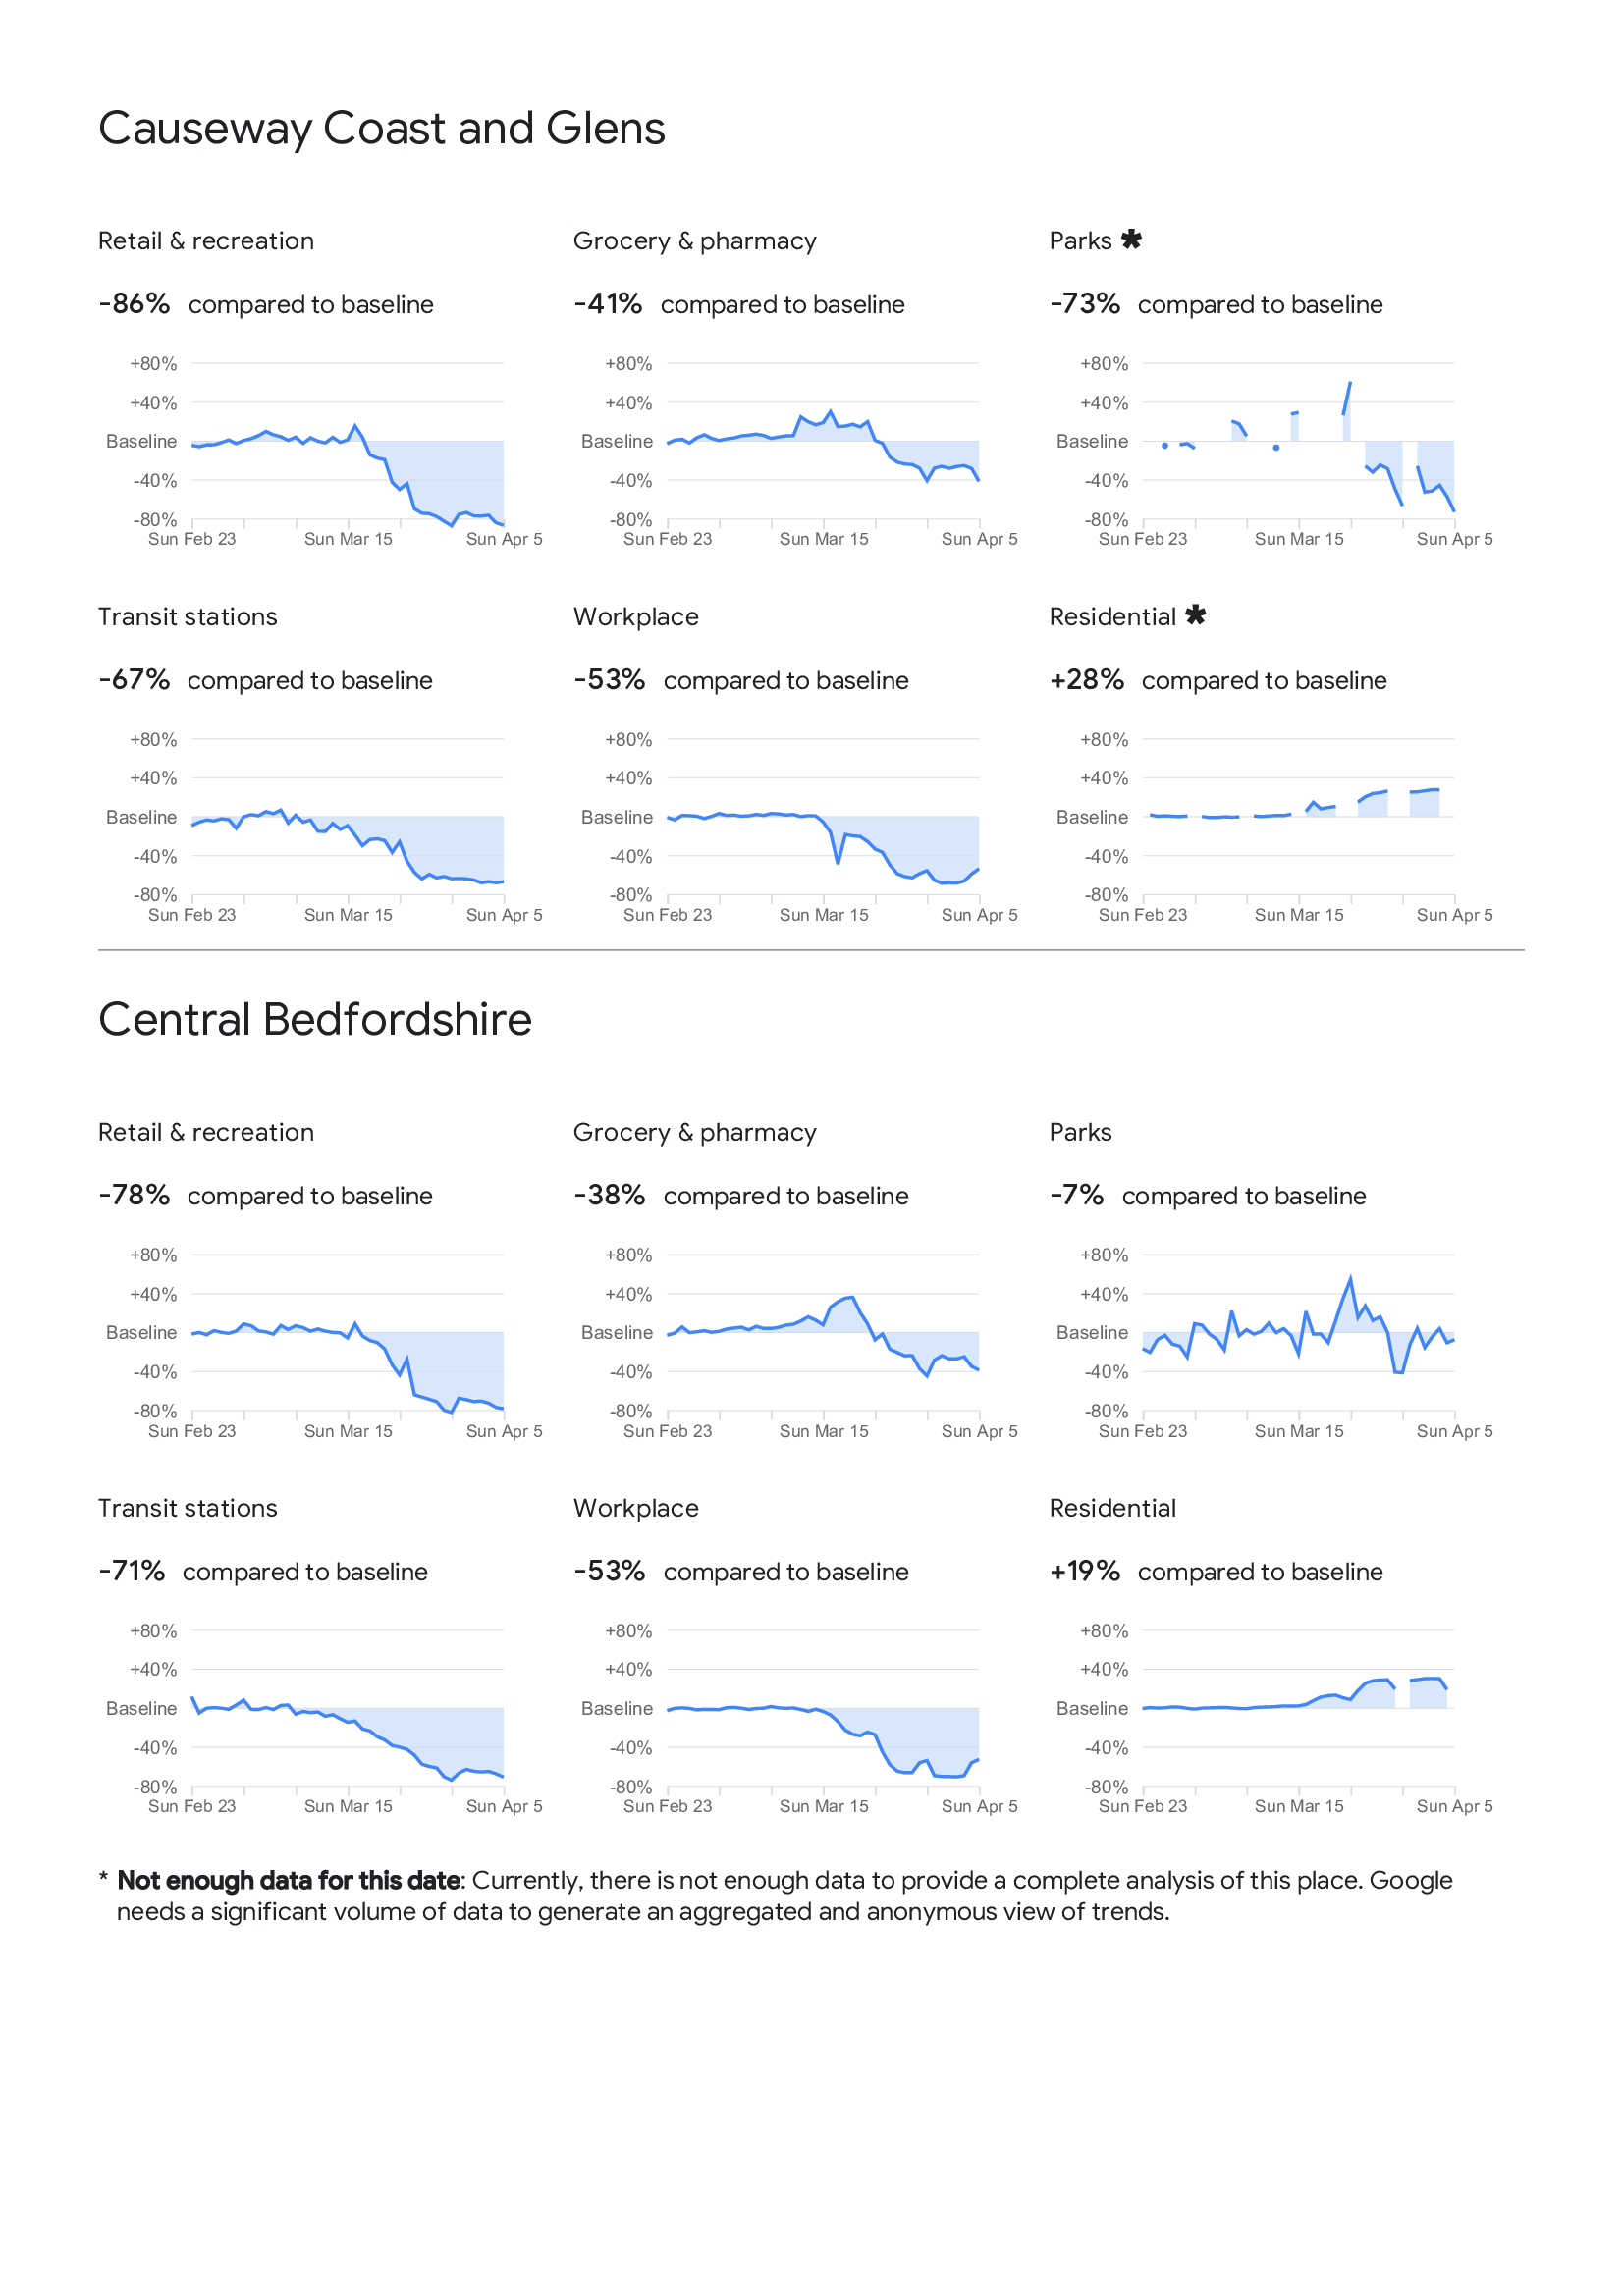 Causeway Coast and Glens
Retail & recreation
-86% compared to baseline
+80%
+40%
Baseline
-40%
-80%
Sun Feb 23 Sun Mar 15 Sun Apr 5
Grocery & pharmacy
-41% compared to baseline
+80%
+40%
Baseline
-40%
-80%
Sun Feb 23 Sun Mar 15 Sun Apr 5
Parks *
-73% compared to baseline
+80%
+40%
Baseline
-40%
-80%
Sun Feb 23 Sun Mar 15 Sun Apr 5
Transit stations
-67% compared to baseline
+80%
+40%
Baseline
-40%
-80%
Sun Feb 23 Sun Mar 15 Sun Apr 5
Workplace
-53% compared to baseline
+80%
+40%
Baseline
-40%
-80%
Sun Feb 23 Sun Mar 15 Sun Apr 5
Residential *
+28% compared to baseline
+80%
+40%
Baseline
-40%
-80%
Sun Feb 23 Sun Mar 15 Sun Apr 5
Central Bedfordshire
Retail & recreation
-78% compared to baseline
+80%
+40%
Baseline
-40%
-80%
Sun Feb 23 Sun Mar 15 Sun Apr 5
Grocery & pharmacy
-38% compared to baseline
+80%
+40%
Baseline
-40%
-80%
Sun Feb 23 Sun Mar 15 Sun Apr 5
Parks
-7% compared to baseline
+80%
+40%
Baseline
-40%
-80%
Sun Feb 23 Sun Mar 15 Sun Apr 5
Transit stations
-71% compared to baseline
+80%
+40%
Baseline
-40%
-80%
Sun Feb 23 Sun Mar 15 Sun Apr 5
Workplace
-53% compared to baseline
+80%
+40%
Baseline
-40%
-80%
Sun Feb 23 Sun Mar 15 Sun Apr 5
Residential
+19% compared to baseline
+80%
+40%
Baseline
-40%
-80%
Sun Feb 23 Sun Mar 15 Sun Apr 5
* Not enough data for this date: Currently, there is not enough data to provide a complete analysis of this place. Google
needs a significant volume of data to generate an aggregated and anonymous view of trends.